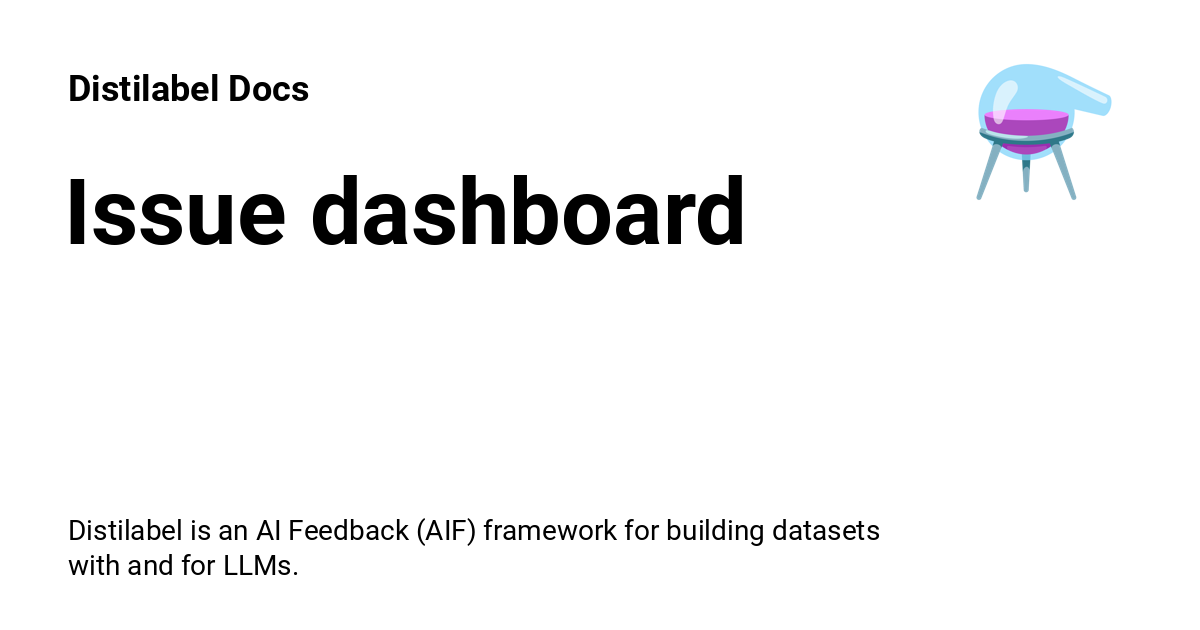 Distilabel Docs
Issue dashboard
Distilabel is an AI Feedback (AIF) framework for building datasets
with and for LLMs.